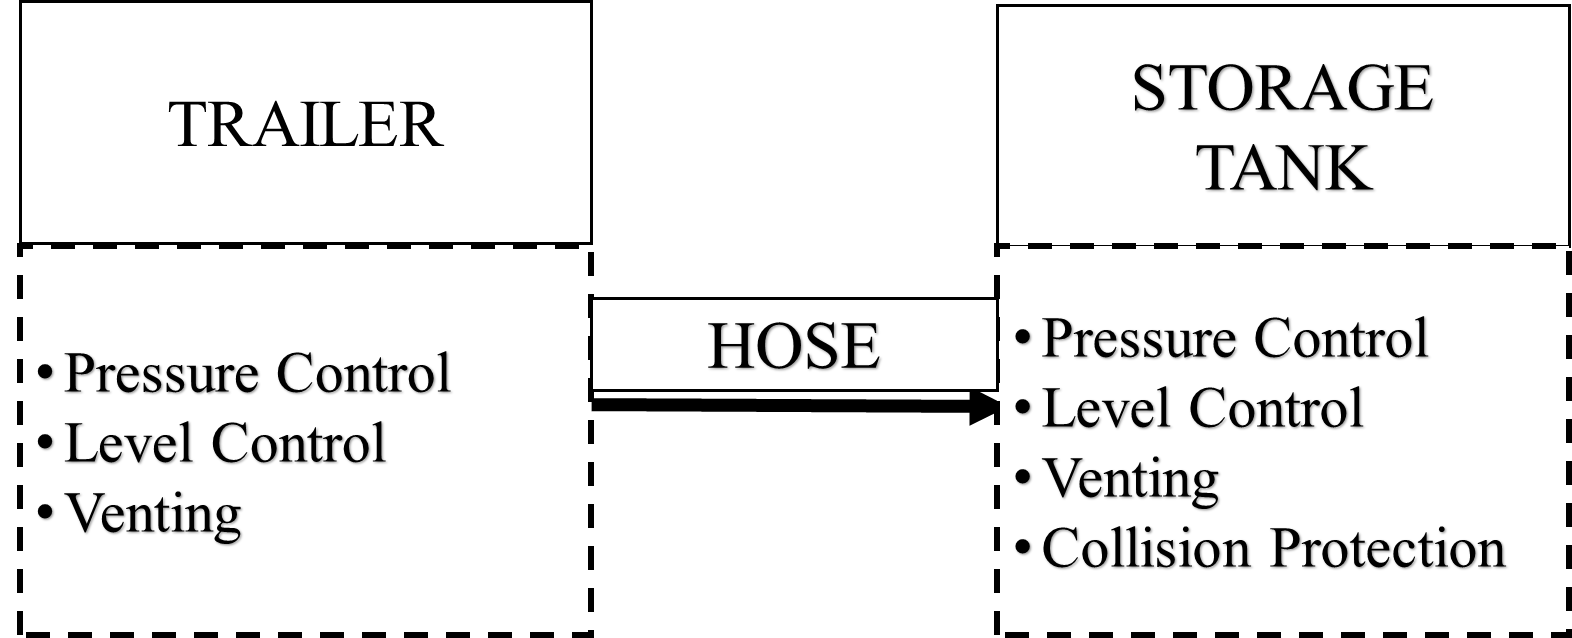 TRAILER
• Pressure Control
• Level Control
• Venting
HOSE
STORAGE
TANK
• Pressure Control
• Level Control
• Venting
• Collision Protection